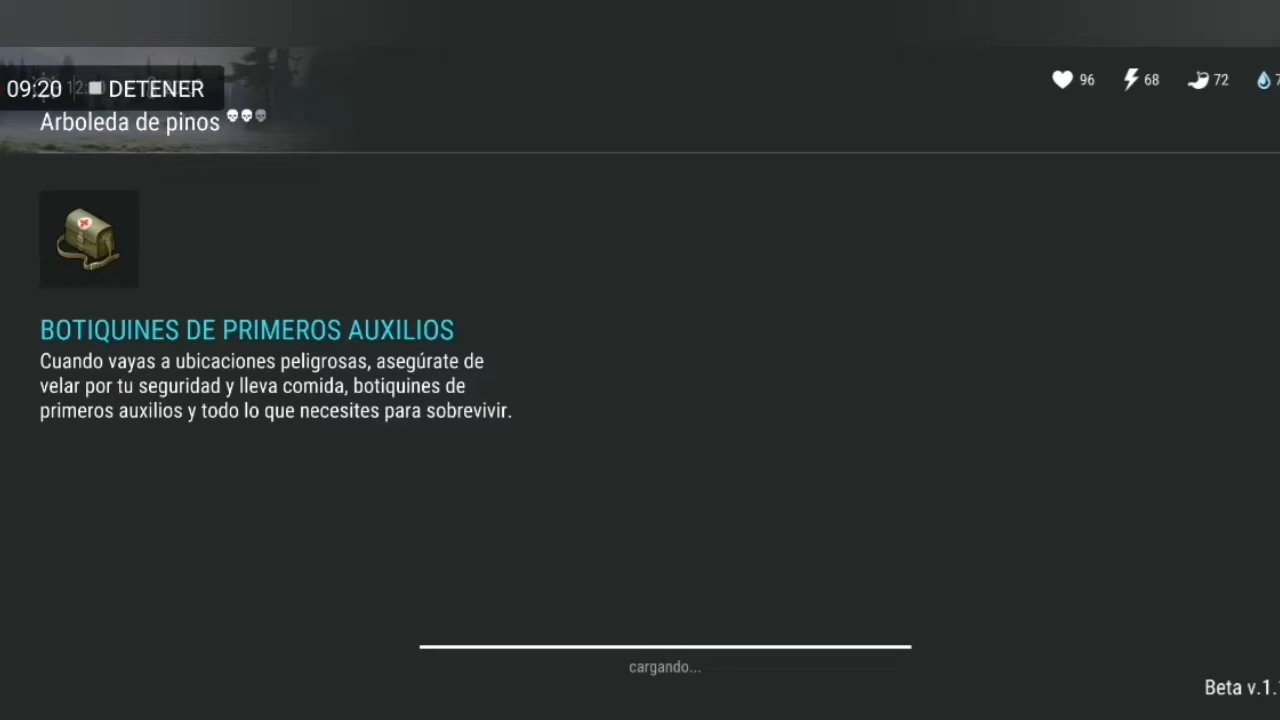 09:20 DETENER
Arboleda de pinos
96 68 72
BOTIQUINES DE PRIMEROS AUXILIOS
Cuando vayas a ubicaciones peligrosas, asegúrate de
velar por tu seguridad y lleva comida, botiquines de
primeros auxilios y todo lo que necesites para sobrevivir.
cargando...
Beta v.1.